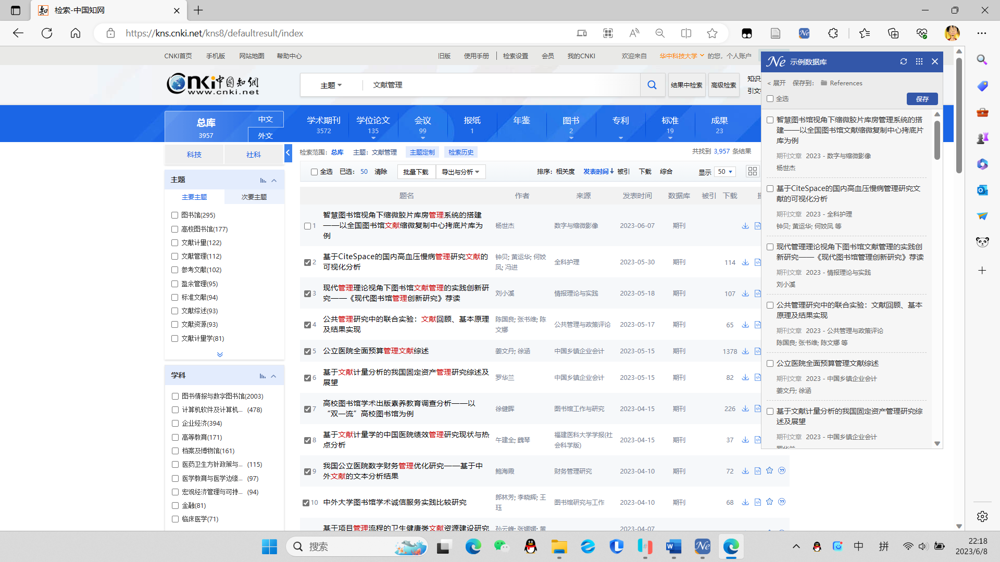 检索-中国知网
https://kns.cnki.net/kns8/defaultresult/index
CNKI首页 手机版 网站地图 帮助中心 旧版 使用手册 检索设置 会员 我的CNKI 欢迎来自 华中科技大学 的您，个人账户
cnki中国知网
www.cnki.net
主题 文献管理 结果中检索 高级检索
总库 3957
中文
外文
学术期刊 3572
学位论文 135
会议 99
报纸 1
年鉴
图书 2
专利
标准 19
成果 23
科技 社科
检索范围：总库 主题：文献管理 主题定制 检索历史 共找到 3,957 条结果
全选 已选：50 清除 批量下载 导出与分析 排序：相关度 发表时间↓ 被引 下载 综合 显示 50
主题
主要主题 次要主题
图书馆(295)
高校图书馆(177)
文献计量(122)
文献管理(112)
参考文献(102)
盈余管理(95)
标准文献(94)
文献综述(93)
文献资源(93)
文献计量学(81)
学科
图书情报与数字图书馆(2003)
计算机软件及计算机... (478)
企业经济(394)
高等教育(171)
档案及博物馆(161)
医药卫生方针政策与... (115)
医学教育与医学边缘... (97)
宏观经济管理与可持... (94)
金融(81)
临床医学(71)
题名 作者 来源 发表时间 数据库 被引 下载
1 智慧图书馆视角下缩微胶片库房管理系统的搭建
——以全国图书馆文献缩微复制中心拷底片库为
例
杨世杰 数字与缩微影像 2023-06-07 期刊
2 基于CiteSpace的国内高血压慢病管理研究文献的
可视化分析
钟贝; 黄运华; 何姣
凤; 冯进
全科护理 2023-05-30 期刊 114
3 现代管理理论视角下图书馆文献管理的实践创新研
究——《现代图书馆管理创新研究》荐读
刘小溪 情报理论与实践 2023-05-18 期刊 107
4 公共管理研究中的联合实验：文献回顾、基本原理
及结果实现
陈国良; 张书维; 陈
文娜
公共管理与政策评论 2023-05-17 期刊 65
5 公立医院全面预算管理文献综述 姜文丹; 徐涵 中国乡镇企业会计 2023-05-15 期刊 1378
6 基于文献计量分析的我国固定资产管理研究综述及
展望
罗华兰 中国乡镇企业会计 2023-05-15 期刊 82
7 高校图书馆学术出版素养教育调查分析——以
“双一流”高校图书馆为例
徐健晖 图书馆工作与研究 2023-04-15 期刊 226
8 基于文献计量学的中国医院绩效管理研究现状与热
点分析
午建全; 魏琴
福建医科大学学报(社
会科学版)
2023-04-15 期刊 37
9 我国公立医院数字财务管理优化研究——基于中
外文献的文本分析结果
鲍海霞 财务管理研究 2023-04-10 期刊 72
10 中外大学图书馆学术诚信服务实践比较研究
郎林芳; 李晓辉; 王
珏
图书馆研究与工作 2023-04-10 期刊 68
基于项目管理流程的卫生健康类文献资源建设研究 孙云峰; 张媛媛; 黄 2023-04-07
Ne 示例数据库
< 展开 保存到： References
全选 保存
智慧图书馆视角下缩微胶片库房管理系统的搭
建——以全国图书馆文献缩微复制中心拷底片
库为例
期刊文章 2023 - 数字与缩微影像
杨世杰
基于CiteSpace的国内高血压慢病管理研究文
献的可视化分析
期刊文章 2023 - 全科护理
钟贝; 黄运华; 何姣凤 等
现代管理理论视角下图书馆文献管理的实践创
新研究——《现代图书馆管理创新研究》荐读
期刊文章 2023 - 情报理论与实践
刘小溪
公共管理研究中的联合实验：文献回顾、基本
原理及结果实现
期刊文章 2023 - 公共管理与政策评论
陈国良; 张书维; 陈文娜 等
公立医院全面预算管理文献综述
期刊文章 2023 - 中国乡镇企业会计
姜文丹; 徐涵
基于文献计量分析的我国固定资产管理研究综
述及展望
期刊文章 2023 - 中国乡镇企业会计
搜索
中 拼
22:18
2023/6/8